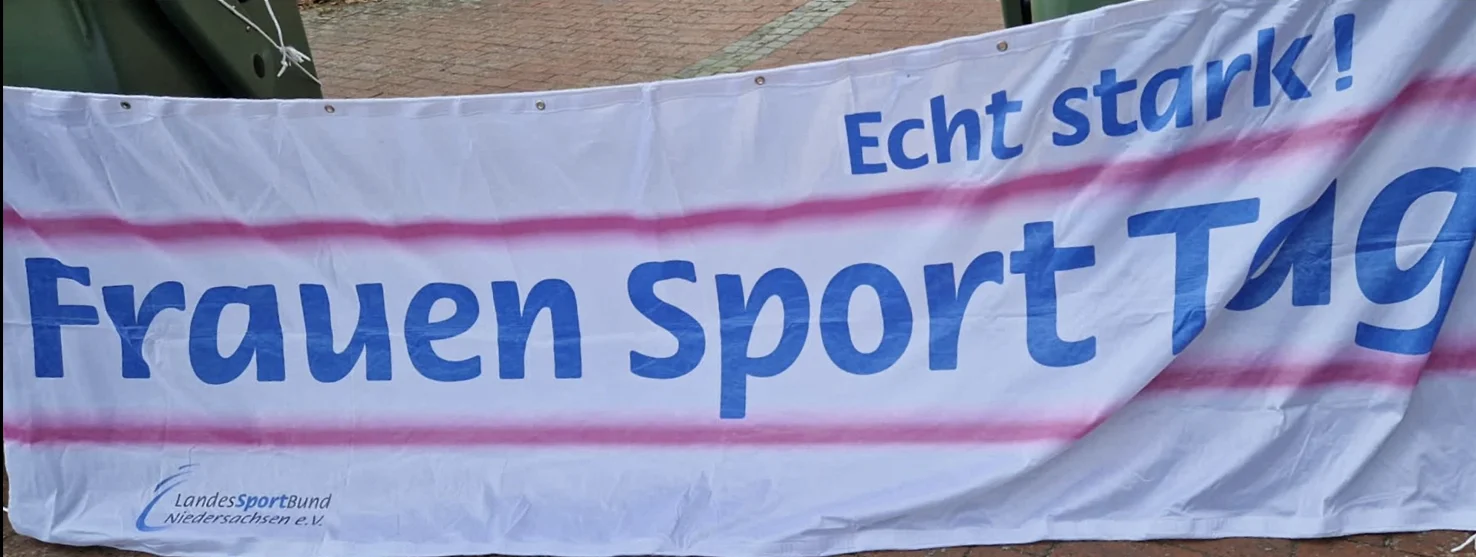 Echt stark!
Frauen Sport Tag
LandesSportBund
Niedersachsen e.V.